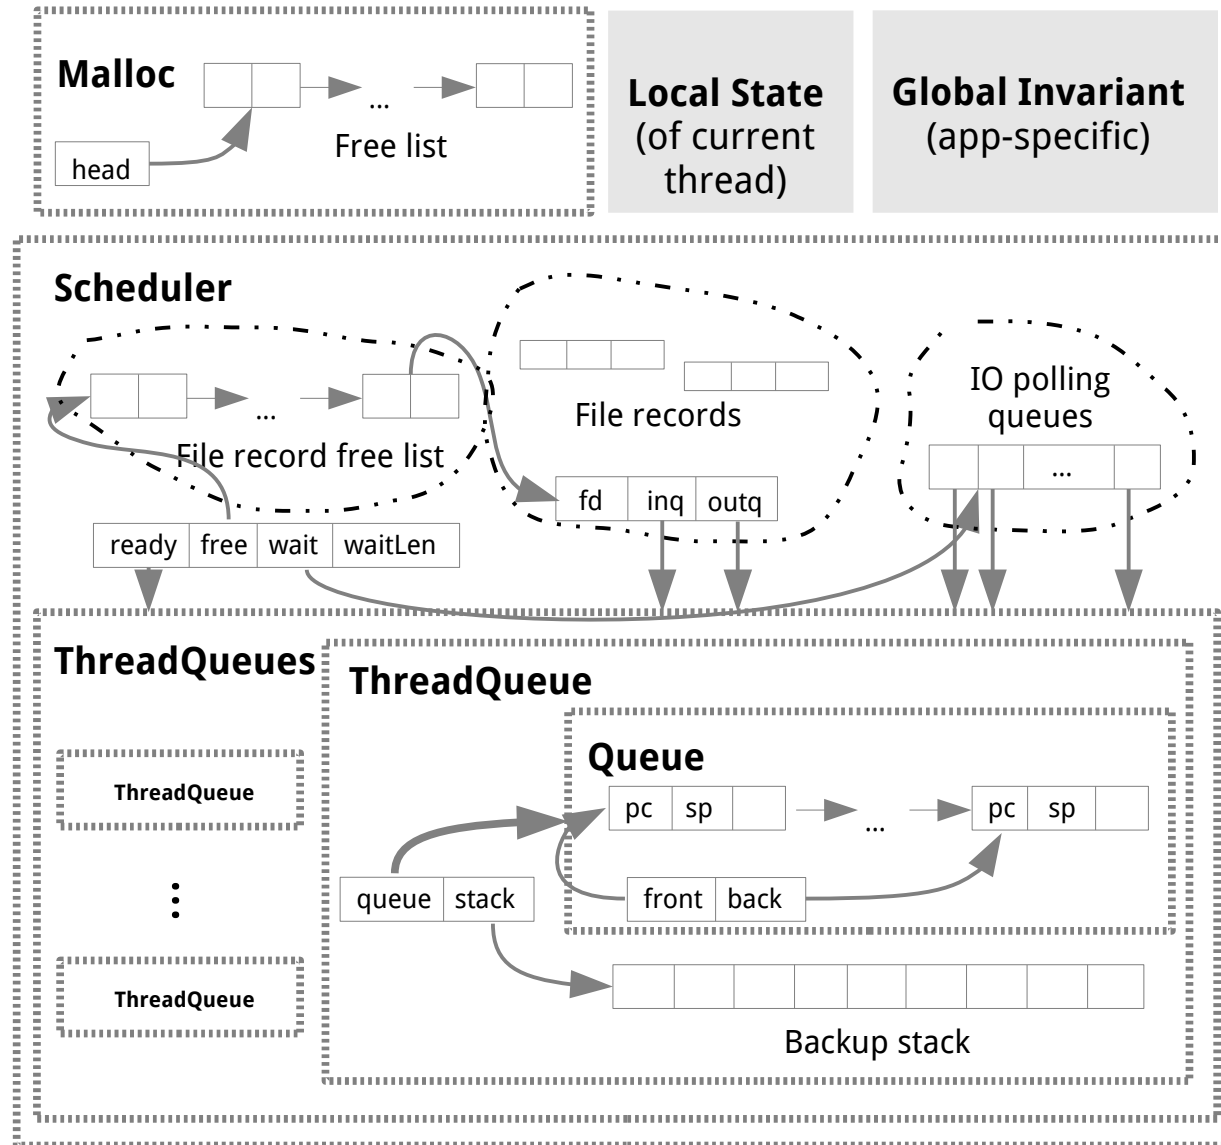 Malloc
...
Free list
head
Local State
(of current
thread)
Global Invariant
(app-specific)
Scheduler
...
File record free list
File records
IO polling
queues
...
fd inq outq
ready free wait waitLen
ThreadQueues
ThreadQueue
ThreadQueue
⋮
ThreadQueue
Queue
pc sp
...
pc sp
front back
queue stack
Backup stack